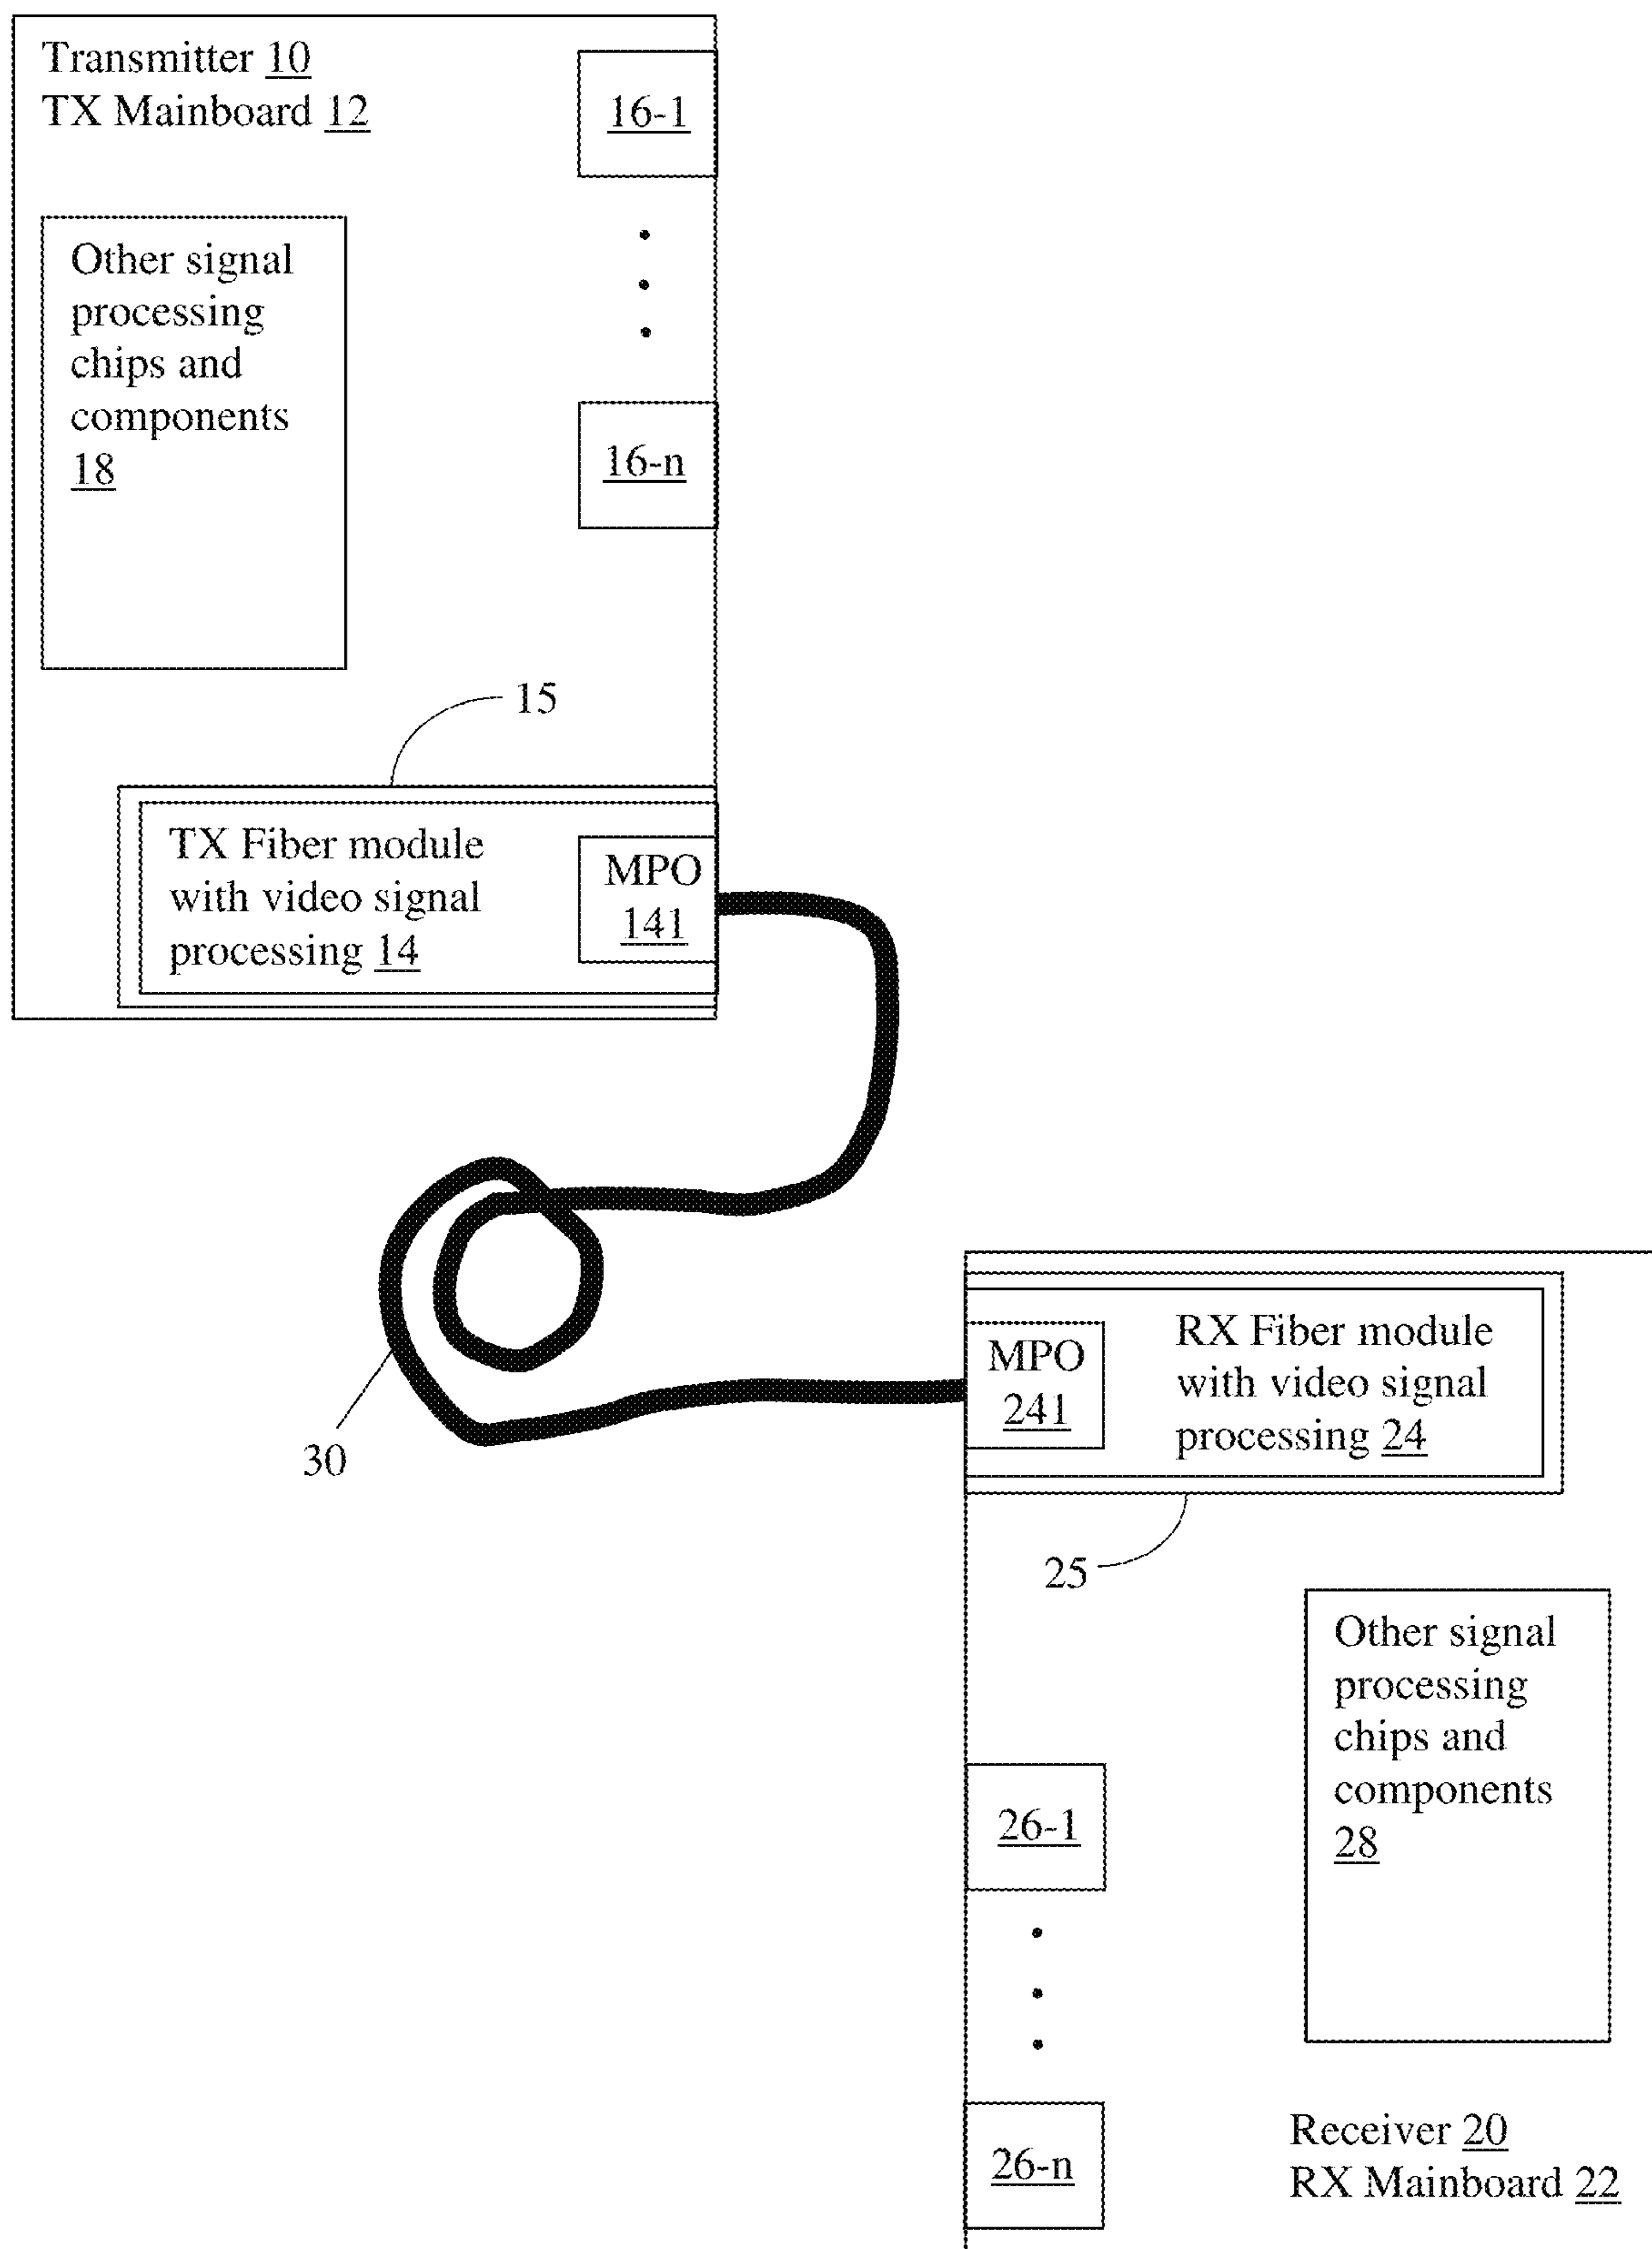 Transmitter 10
TX Mainboard 12
16-1
Other signal
processing
chips and
components
18
16-n
15
TX Fiber module
with video signal
processing 14
MPO
141
30
MPO
241
RX Fiber module
with video signal
processing 24
25
Other signal
processing
chips and
components
28
26-1
26-n
Receiver 20
RX Mainboard 22